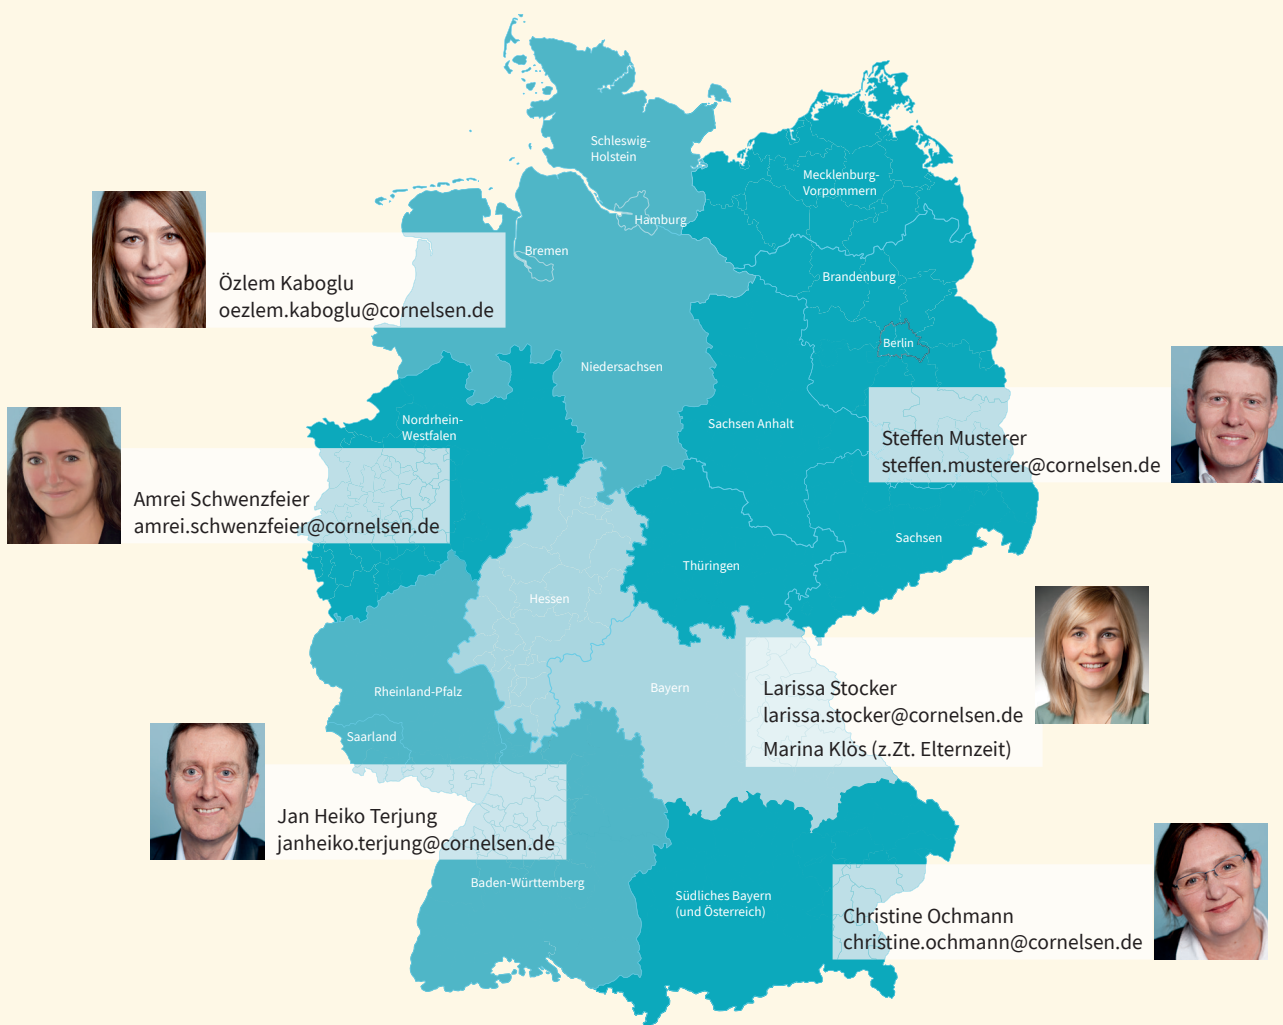 Schleswig-
Holstein
Mecklenburg-
Vorpommern
Hamburg
Bremen
Brandenburg
Özlem Kaboglu
oezlem.kaboglu@cornelsen.de
Berlin
Niedersachsen
Nordrhein-
Westfalen
Sachsen Anhalt
Steffen Musterer
steffen.musterer@cornelsen.de
Amrei Schwenzfeier
amrei.schwenzfeier@cornelsen.de
Sachsen
Thüringen
Hessen
Rheinland-Pfalz
Bayern
Larissa Stocker
larissa.stocker@cornelsen.de
Marina Klös (z.Zt. Elternzeit)
Saarland
Jan Heiko Terjung
janheiko.terjung@cornelsen.de
Baden-Württemberg
Südliches Bayern
(und Österreich)
Christine Ochmann
christine.ochmann@cornelsen.de